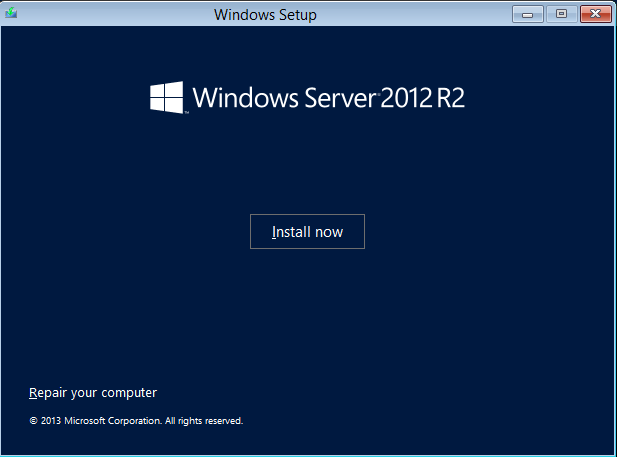 Windows Setup
Windows Server 2012 R2
Install now
Repair your computer
© 2013 Microsoft Corporation. All rights reserved.